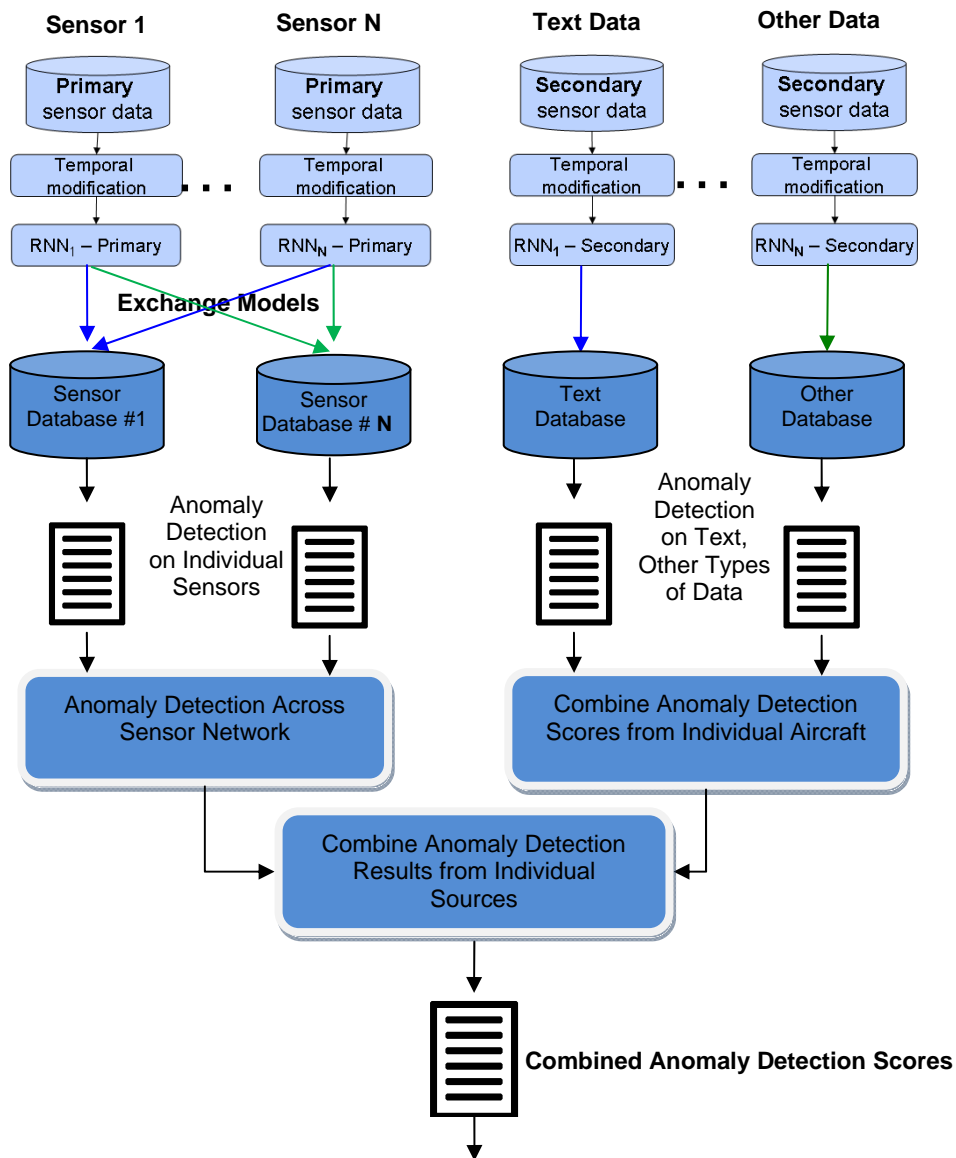 Sensor 1
Sensor N
Text Data
Other Data
Primary
sensor data
Primary
sensor data
Secondary
sensor data
Secondary
sensor data
Temporal
modification
. . .
Temporal
modification
Temporal
modification
. . .
Temporal
modification
RNN1 – Primary
RNNN – Primary
RNN1 – Secondary
RNNN – Secondary
Exchange Models
Sensor
Database #1
Sensor
Database # N
Text
Database
Other
Database
Anomaly
Detection
on Individual
Sensors
Anomaly
Detection
on Text,
Other Types
of Data
Anomaly Detection Across
Sensor Network
Combine Anomaly Detection
Scores from Individual Aircraft
Combine Anomaly Detection
Results from Individual
Sources
Combined Anomaly Detection Scores